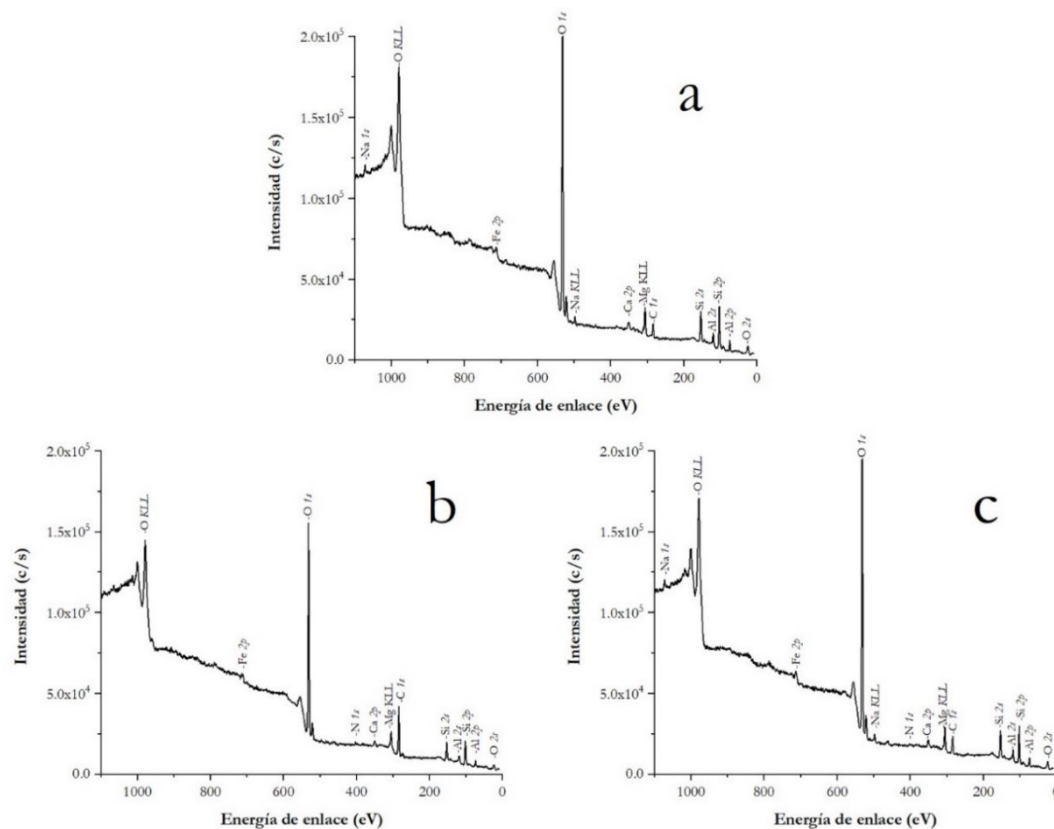 a
Intensidad (c/s)
2.0x10⁵
1.5x10⁵
1.0x10⁵
5.0x10⁴
0.0
-Na 1s
-O KLL
-Fe 2p
-O 1s
-Na KLL
-Ca 2p
-Mg KLL
-C 1s
-Si 2s
-Al 2s
-Si 2p
-Al 2p
-O 2s
1000 800 600 400 200 0
Energía de enlace (eV)
b
Intensidad (c/s)
2.0x10⁵
1.5x10⁵
1.0x10⁵
5.0x10⁴
0.0
-O KLL
-Fe 2p
-O 1s
-N 1s
-Ca 2p
-Mg KLL
-C 1s
-Si 2s
-Al 2s
-Si 2p
-Al 2p
-O 2s
1000 800 600 400 200 0
Energía de enlace (eV)
c
Intensidad (c/s)
2.0x10⁵
1.5x10⁵
1.0x10⁵
5.0x10⁴
0.0
-Na 1s
-O KLL
-Fe 2p
-O 1s
-Na KLL
-N 1s
-Ca 2p
-Mg KLL
-C 1s
-Si 2s
-Al 2s
-Si 2p
-Al 2p
-O 2s
1000 800 600 400 200 0
Energía de enlace (eV)